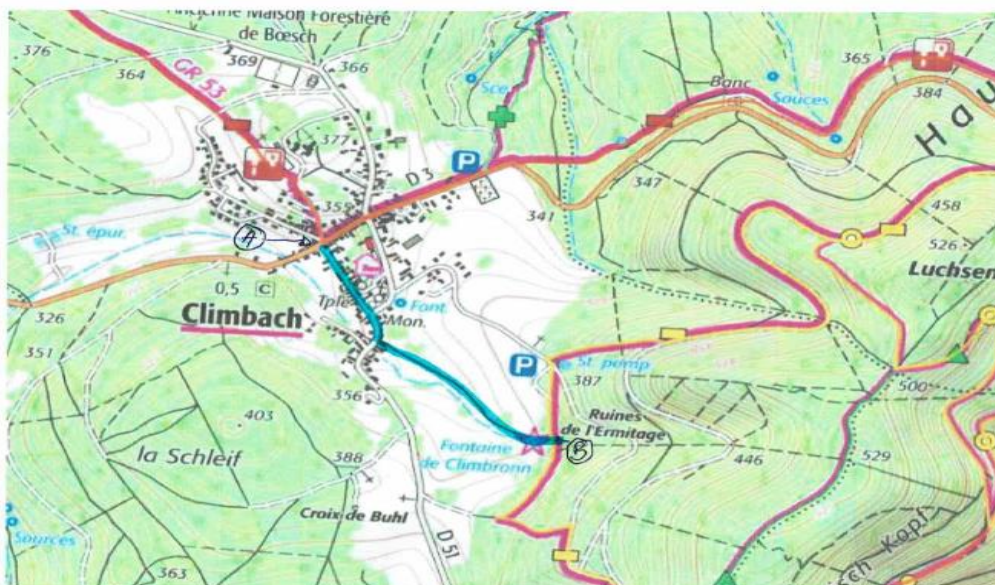 Ancienne Maison Forestière
de Bœsch
376
364
369
366
GR 53
Sce
377
359
P
D 3
Banc
Sources
365
384
Hau
347
341
458
526
Luchsen
A
St. épur.
0,5 C
Tple
Font.
Mon.
Climbach
326
351
356
403
la Schleif
388
P
St. pomp
387
Ruines
de l'Ermitage
B
Fontaine
de Climbronn
446
500
529
Croix de Buhl
D 51
Sources
363
sch Kopf